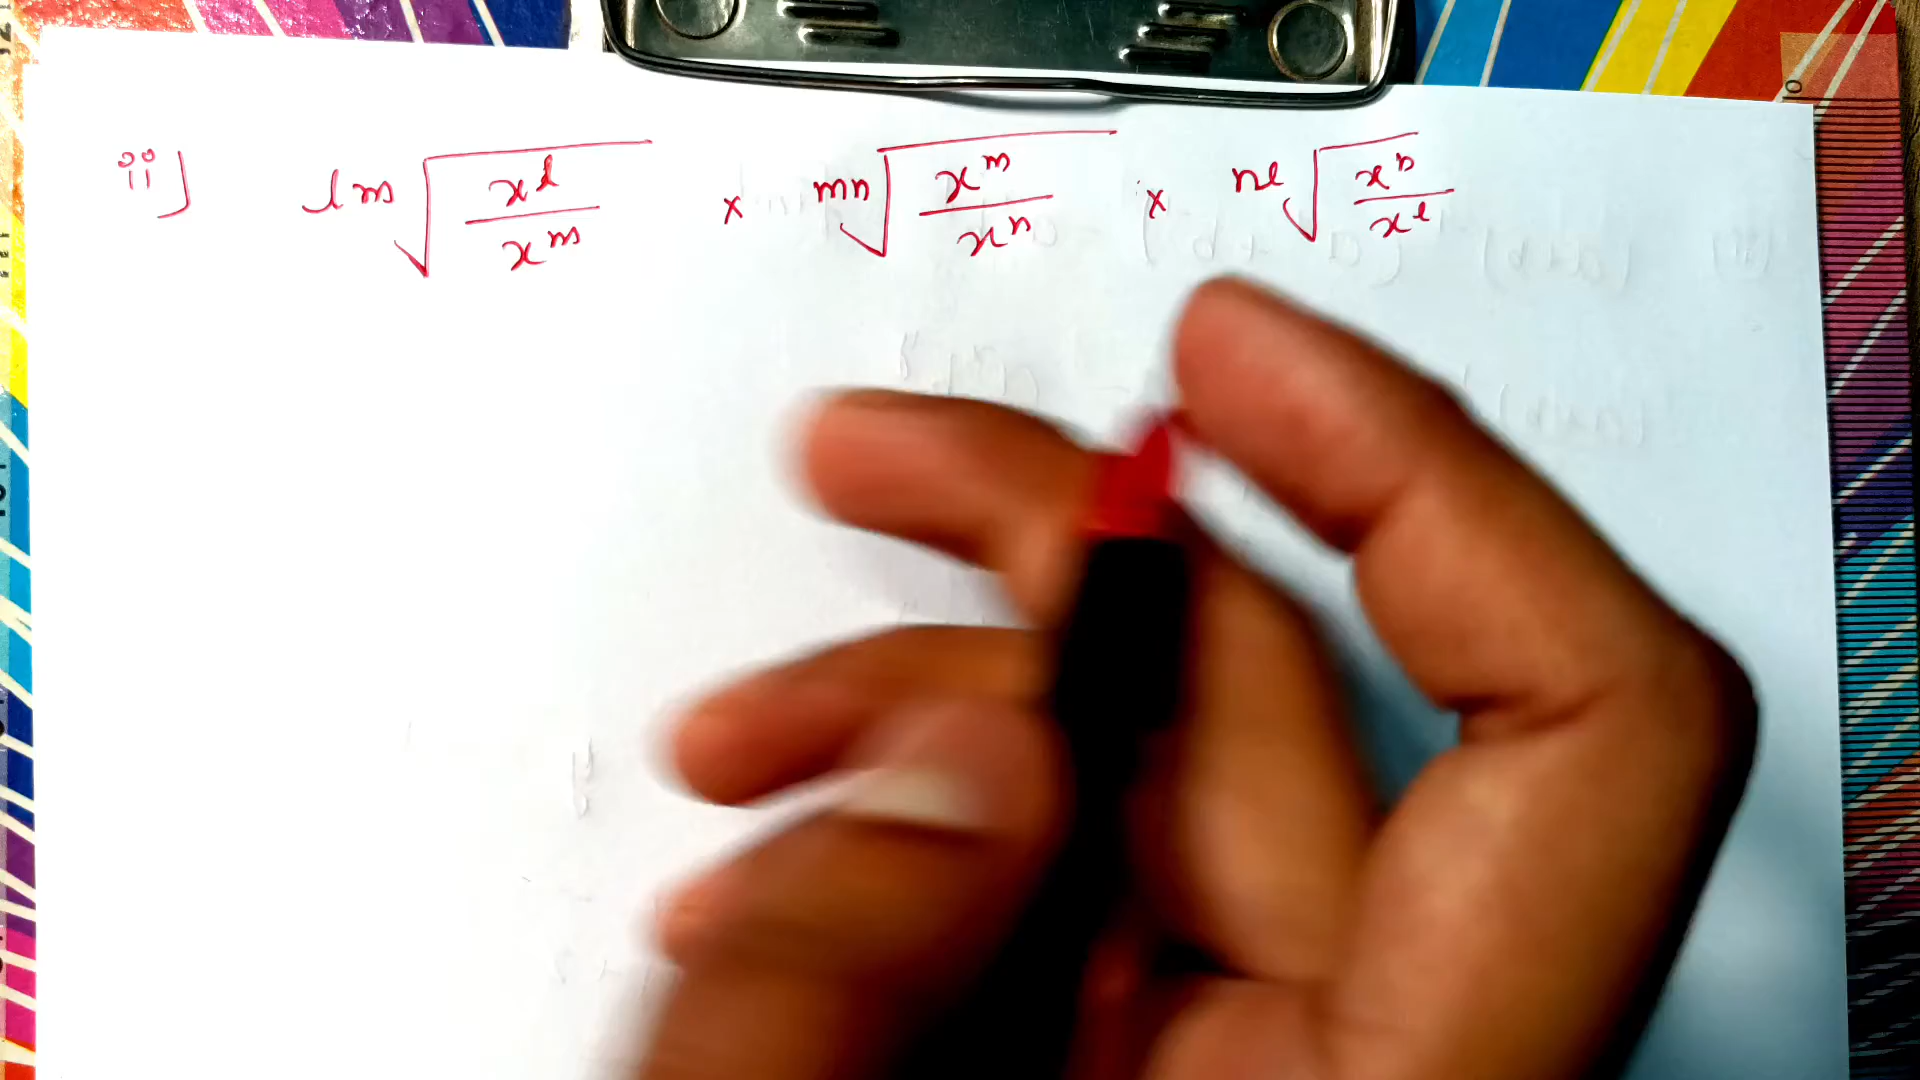 ii) lm√(x^l/x^m) × mn√(x^m/x^n) × nl√(x^n/x^l)